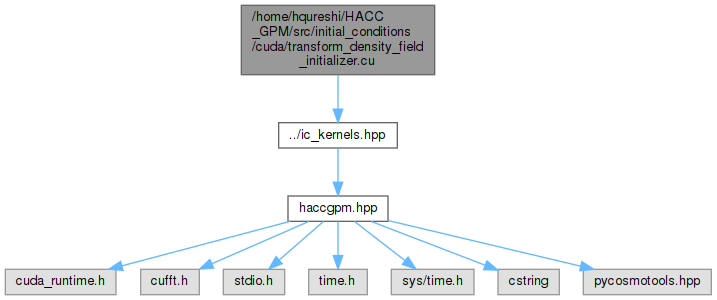 /home/hqureshi/HACC
_GPM/src/initial_conditions
/cuda/transform_density_field
_initializer.cu
../ic_kernels.hpp
haccgpm.hpp
cuda_runtime.h
cufft.h
stdio.h
time.h
sys/time.h
cstring
pycosmotools.hpp